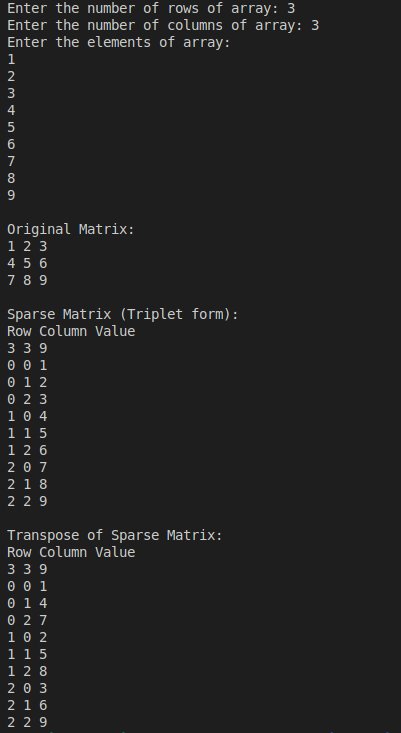 Enter the number of rows of array: 3
Enter the number of columns of array: 3
Enter the elements of array:
1
2
3
4
5
6
7
8
9
Original Matrix:
1 2 3
4 5 6
7 8 9
Sparse Matrix (Triplet form):
Row Column Value
3 3 9
0 0 1
0 1 2
0 2 3
1 0 4
1 1 5
1 2 6
2 0 7
2 1 8
2 2 9
Transpose of Sparse Matrix:
Row Column Value
3 3 9
0 0 1
0 1 4
0 2 7
1 0 2
1 1 5
1 2 8
2 0 3
2 1 6
2 2 9